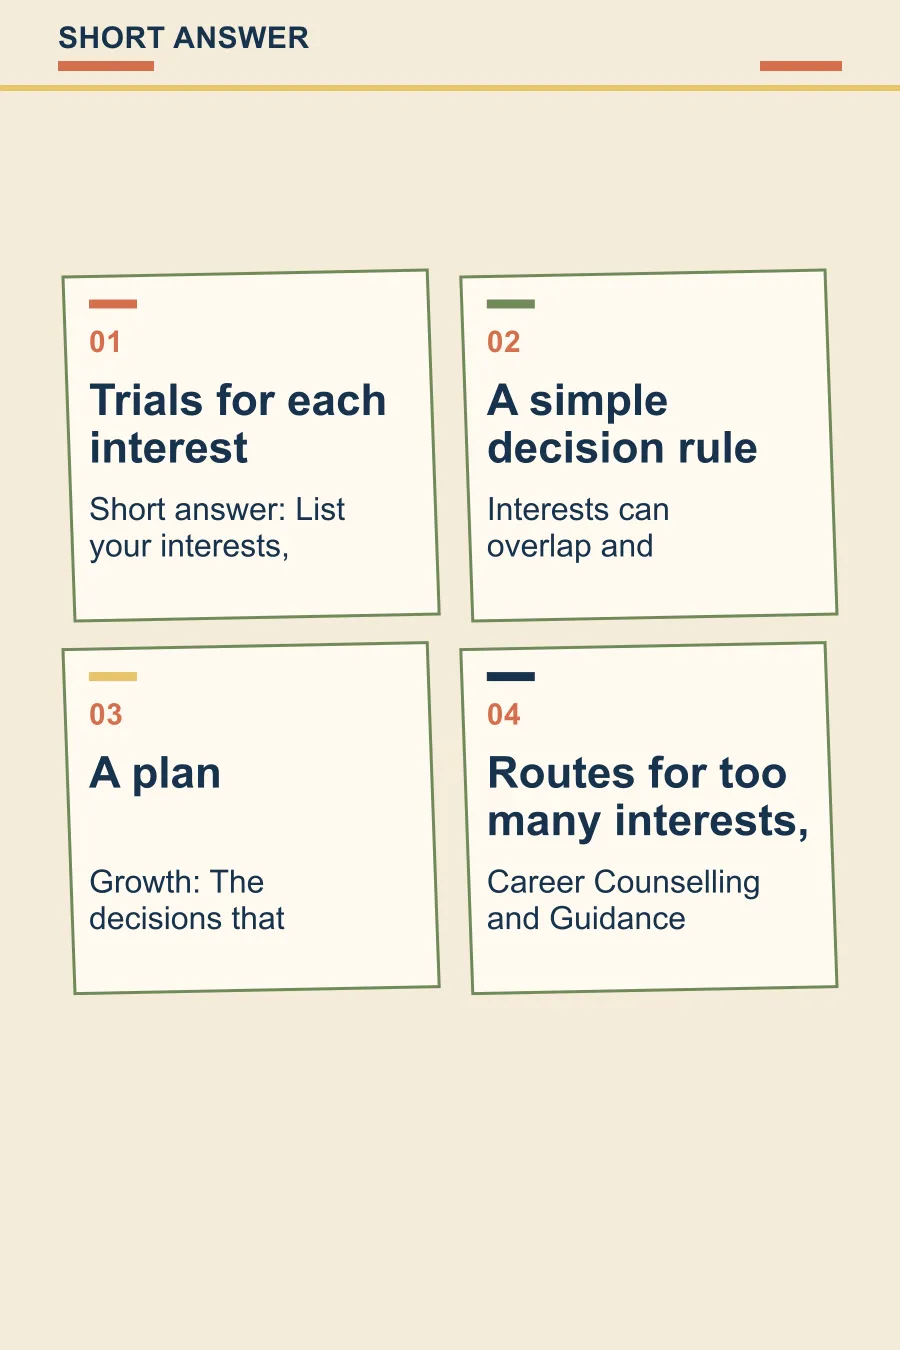 SHORT ANSWER
01
Trials for each
interest
Short answer: List
your interests,
02
A simple
decision rule
Interests can
overlap and
03
A plan
Growth: The
decisions that
04
Routes for too
many interests,
Career Counselling
and Guidance